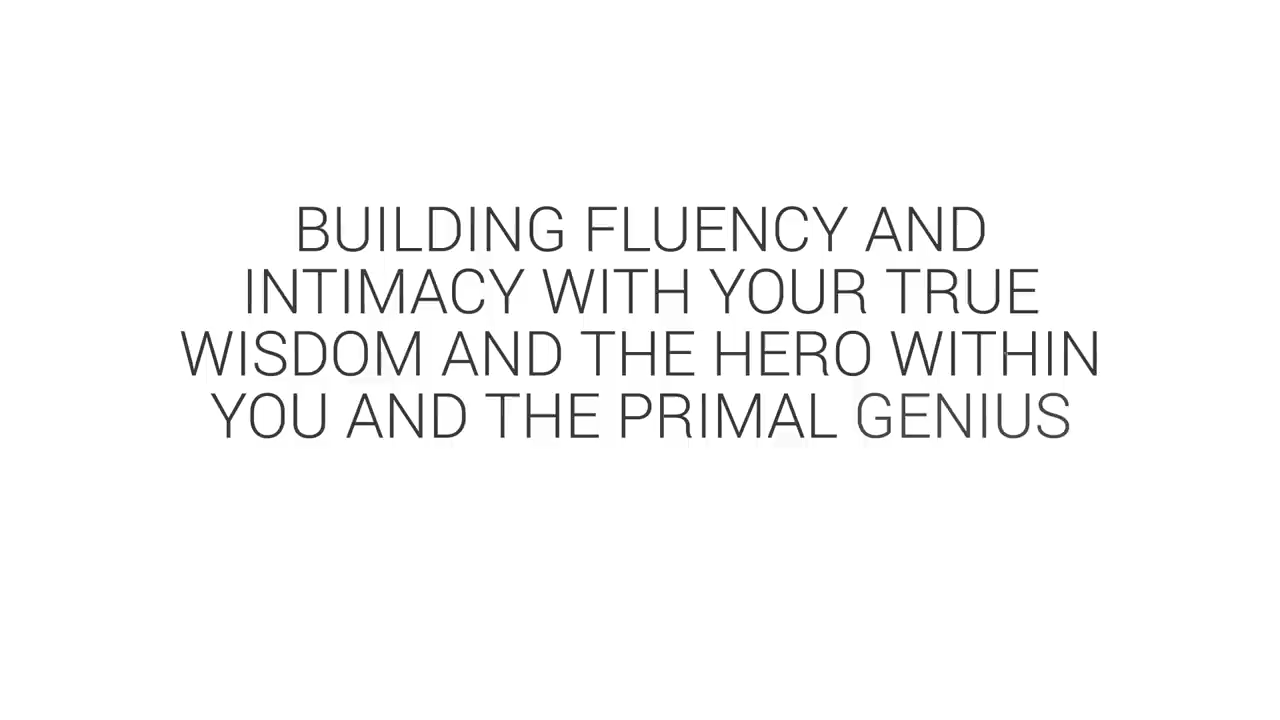 BUILDING FLUENCY AND
INTIMACY WITH YOUR TRUE
WISDOM AND THE HERO WITHIN
YOU AND THE PRIMAL GENIUS